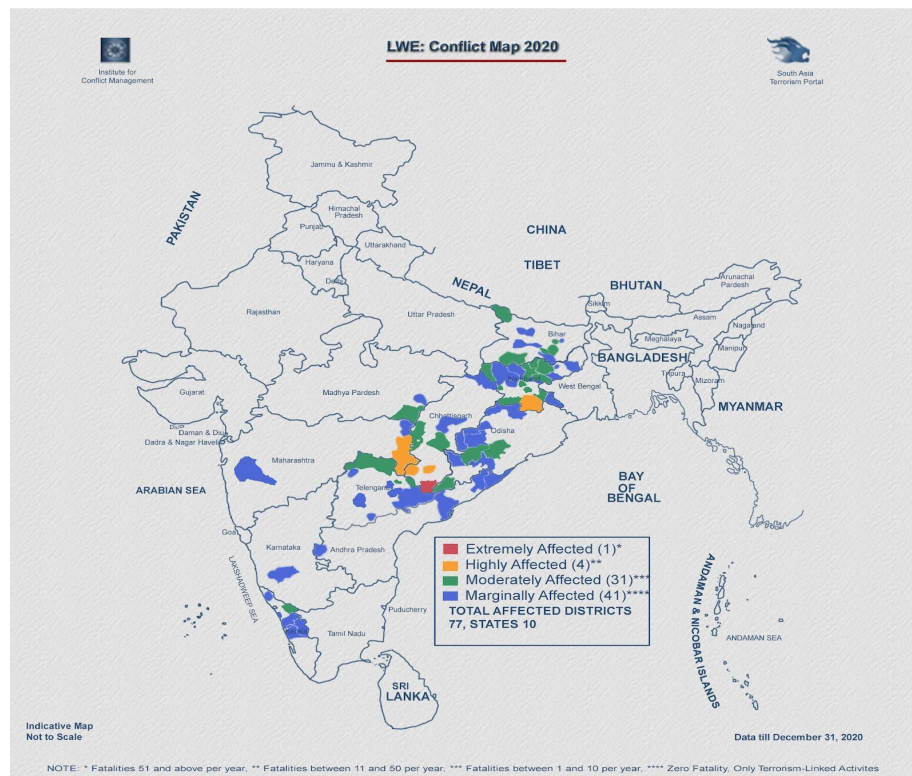 LWE: Conflict Map 2020
Institute for
Conflict Management
South Asia
Terrorism Portal
Jammu & Kashmir
PAKISTAN
Himachal
Pradesh
Punjab
Uttarakhand
CHINA
Haryana
TIBET
Delhi
NEPAL
BHUTAN
Arunachal
Pardesh
Sikkim
Rajasthan
Uttar Pradesh
Assam
Nagaland
Bihar
Meghalaya
Manipur
BANGLADESH
Tripura
Mizoram
West Bengal
Gujarat
Madhya Pardesh
MYANMAR
Chhattisgarh
Diu
Daman & Diu
Dadra & Nagar Haveli
Odisha
Maharashtra
ARABIAN SEA
Telengana
BAY
OF
BENGAL
Goa
Karnataka
Andhra Pradesh
LAKSHADWEEP SEA
Extremely Affected (1)*
Highly Affected (4)**
Moderately Affected (31)***
Marginally Affected (41)****
TOTAL AFFECTED DISTRICTS
77, STATES 10
ANDAMAN & NICOBAR ISLANDS
Puducherry
Tamil Nadu
ANDAMAN SEA
SRI
LANKA
Indicative Map
Not to Scale
Data till December 31, 2020
NOTE: * Fatalities 51 and above per year, ** Fatalities between 11 and 50 per year, *** Fatalities between 1 and 10 per year, **** Zero Fatality, Only Terrorism-Linked Activites